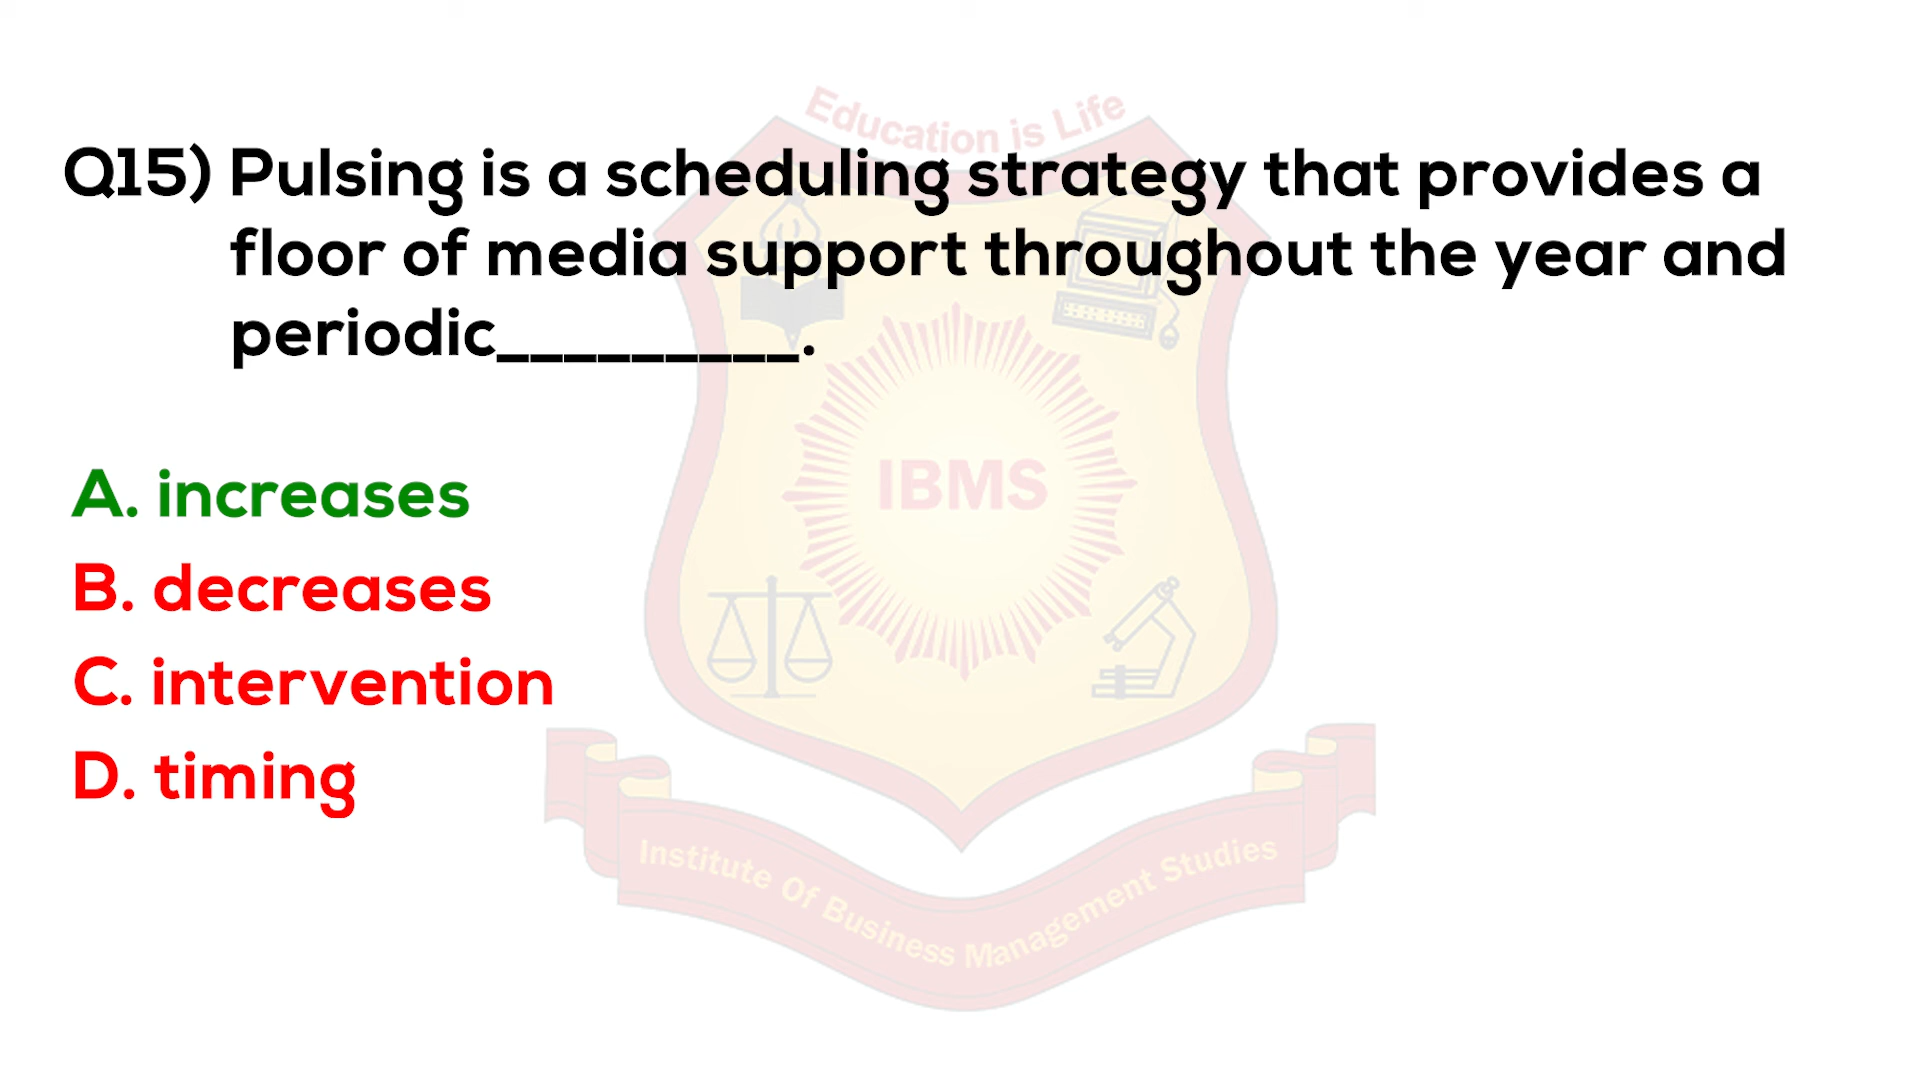 Education is Life
Q15) Pulsing is a scheduling strategy that provides a
floor of media support throughout the year and
periodic_________.
IBMS
A. increases
B. decreases
C. intervention
D. timing
Institute Of Business Management Studies